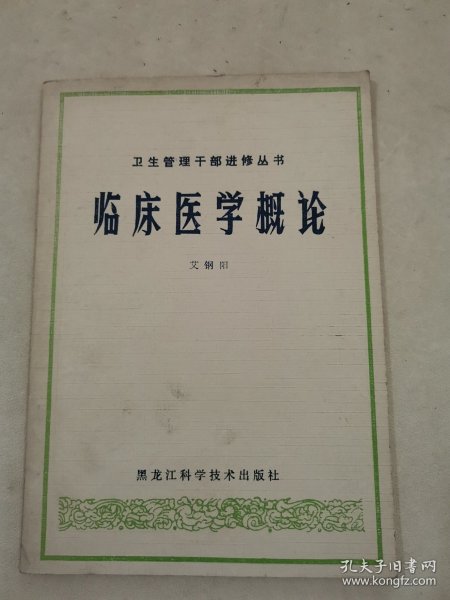 卫生管理干部进修丛书
临床医学概论
艾钢阳
黑龙江科学技术出版社
孔夫子旧书网
www.kongfz.com